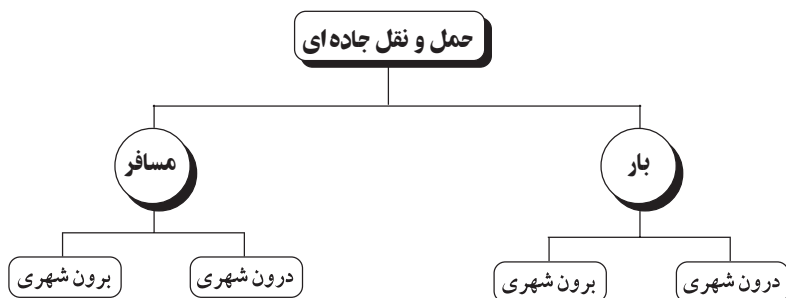 حمل و نقل جاده ای
بار
مسافر
درون شهری
برون شهری
درون شهری
برون شهری